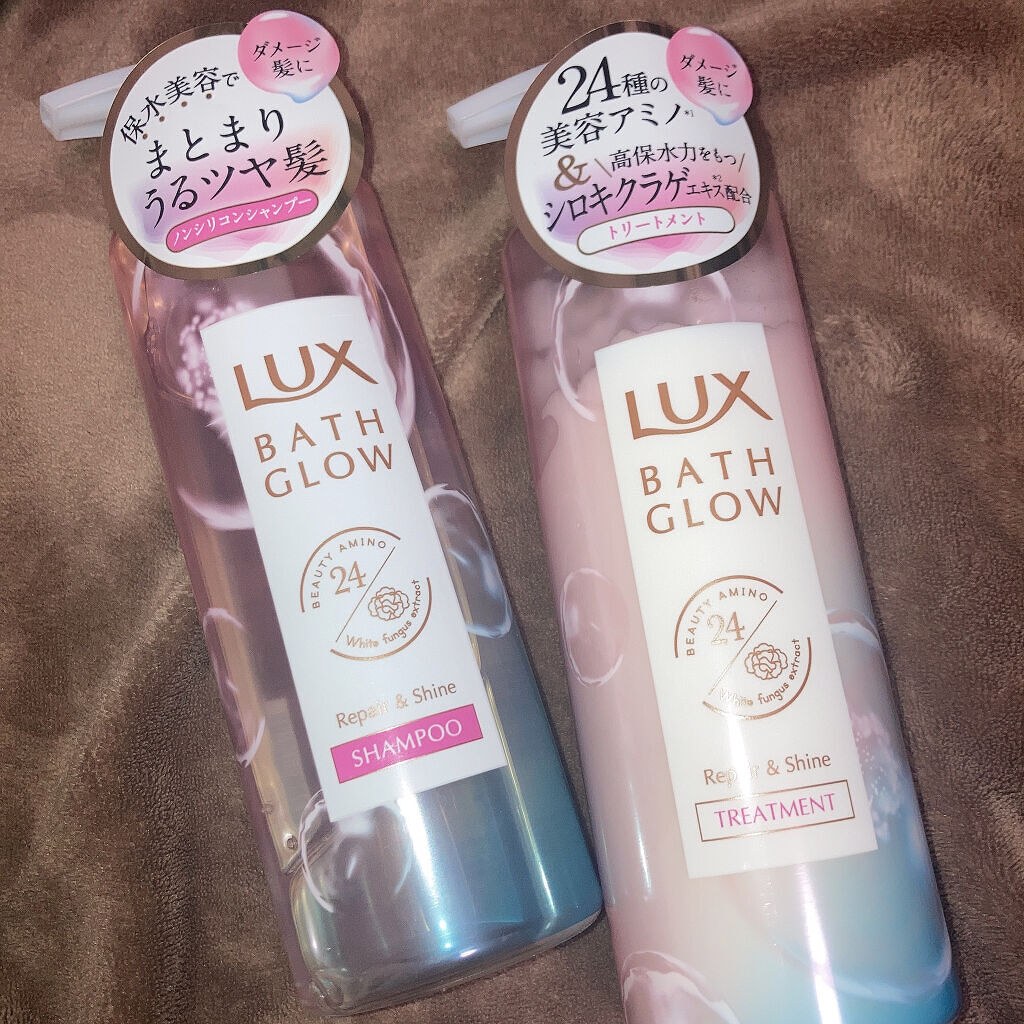 ダメージ
髪に
保水美容で
まとまり
うるツヤ髪
ノンシリコンシャンプー
LUX
BATH
GLOW
BEAUTY AMINO
24
White fungus extract
Repair & Shine
SHAMPOO
ダメージ
髪に
24種の
美容アミノ*1
&
高保水力をもつ
シロキクラゲエキス*2配合
トリートメント
LUX
BATH
GLOW
BEAUTY AMINO
24
White fungus extract
Repair & Shine
TREATMENT